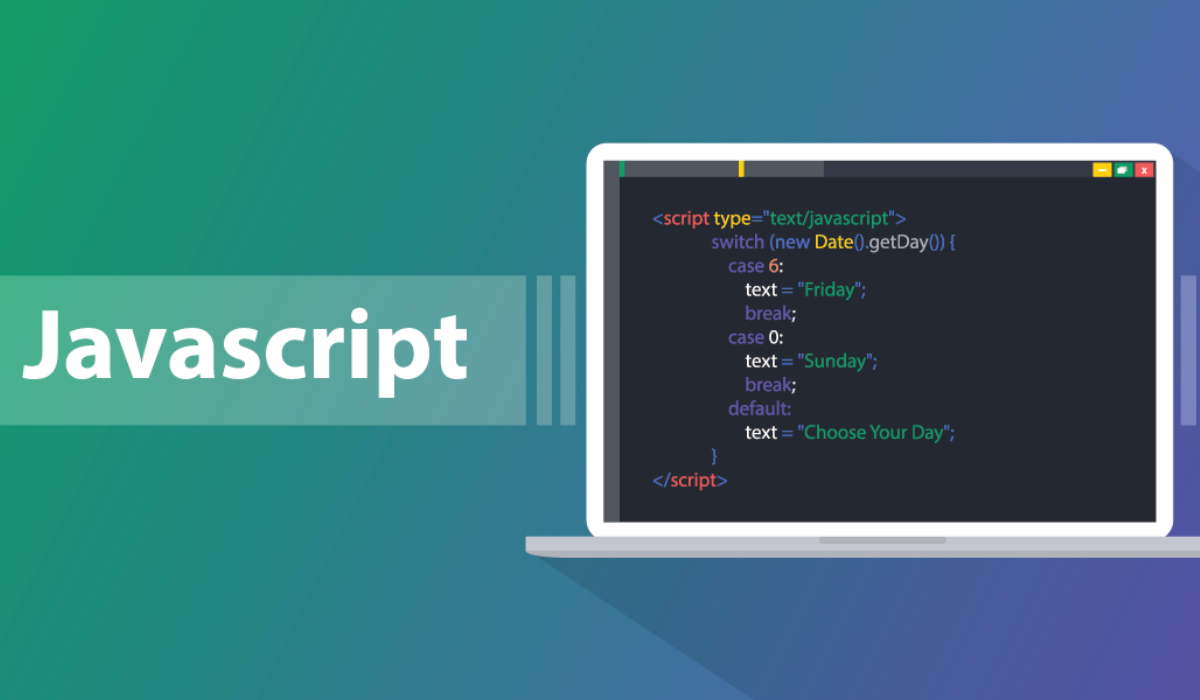 Javascript
x
<script type="text/javascript">
switch (new Date().getDay()) {
case 6:
text = "Friday";
break;
case 0:
text = "Sunday";
break;
default:
text = "Choose Your Day";
}
</script>